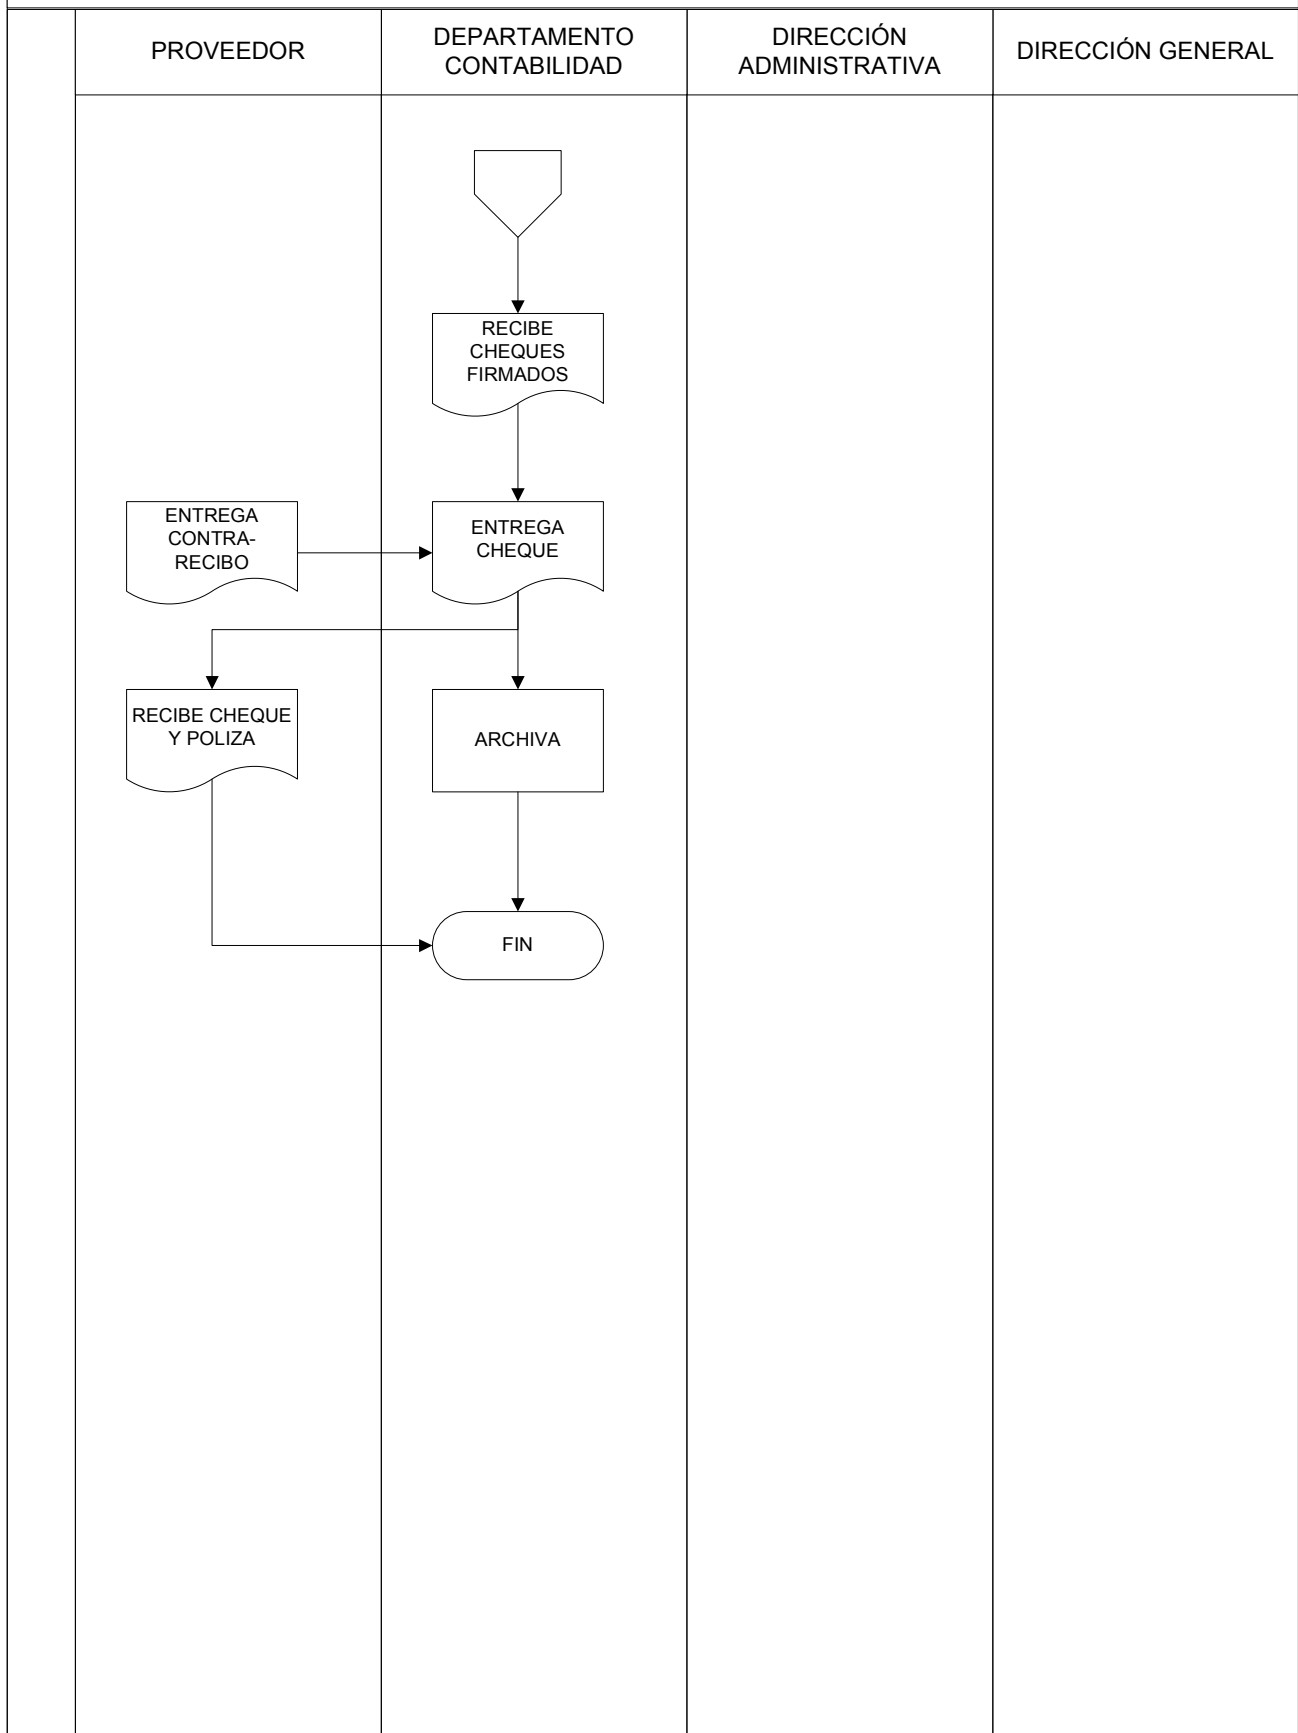 PROVEEDOR
DEPARTAMENTO
CONTABILIDAD
DIRECCIÓN
ADMINISTRATIVA
DIRECCIÓN GENERAL
RECIBE
CHEQUES
FIRMADOS
ENTREGA
CONTRA-
RECIBO
ENTREGA
CHEQUE
RECIBE CHEQUE
Y POLIZA
ARCHIVA
FIN